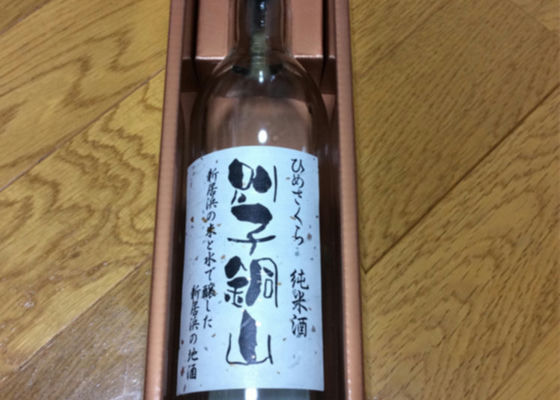 ひめさくら 純米酒
別子銅山
新居浜の米と水で醸した
新居浜の地酒